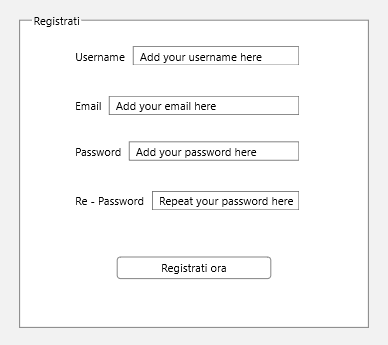 Registrati
Username Add your username here
Email Add your email here
Password Add your password here
Re - Password Repeat your password here
Registrati ora